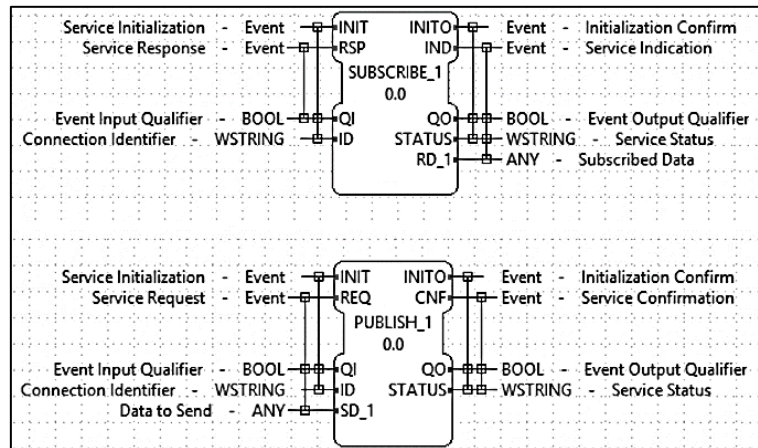 Service Initialization - Event INIT INITO Event - Initialization Confirm
Service Response - Event RSP IND Event - Service Indication
SUBSCRIBE_1
0.0
Event Input Qualifier - BOOL QI QO BOOL - Event Output Qualifier
Connection Identifier - WSTRING ID STATUS WSTRING - Service Status
RD_1 ANY - Subscribed Data
Service Initialization - Event INIT INITO Event - Initialization Confirm
Service Request - Event REQ CNF Event - Service Confirmation
PUBLISH_1
0.0
Event Input Qualifier - BOOL QI QO BOOL - Event Output Qualifier
Connection Identifier - WSTRING ID STATUS WSTRING - Service Status
Data to Send - ANY SD_1